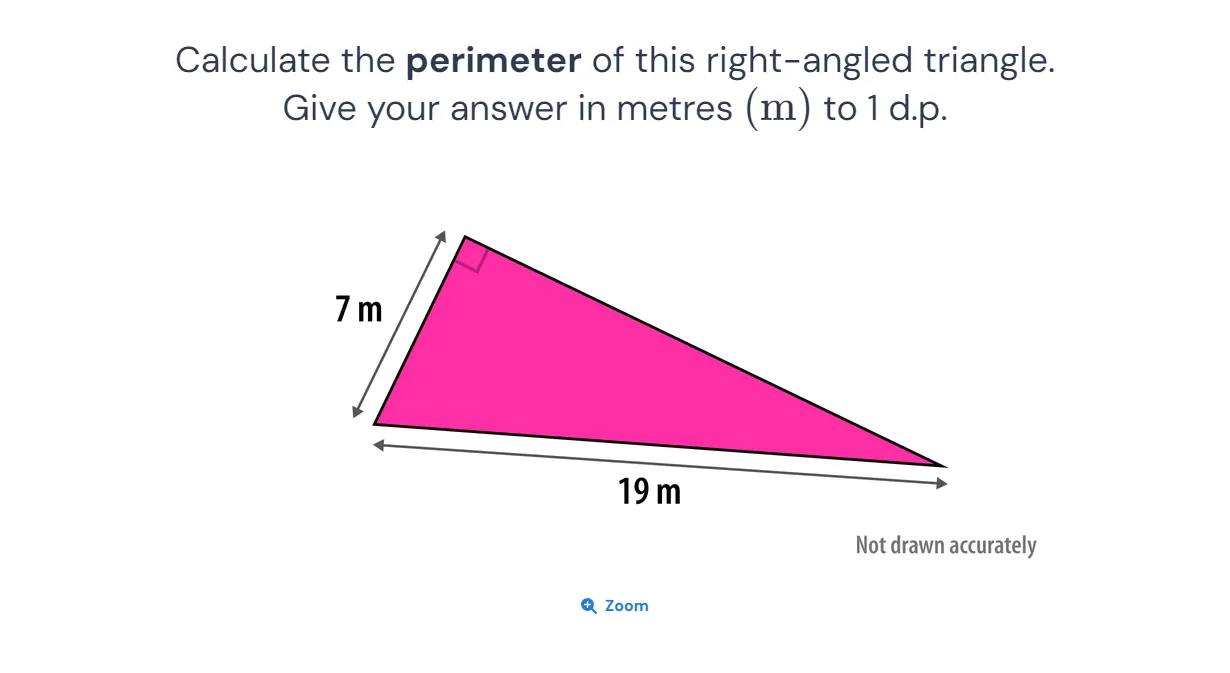 Calculate the perimeter of this right-angled triangle.
Give your answer in metres (m) to 1 d.p.
7 m
19 m
Not drawn accurately
Zoom